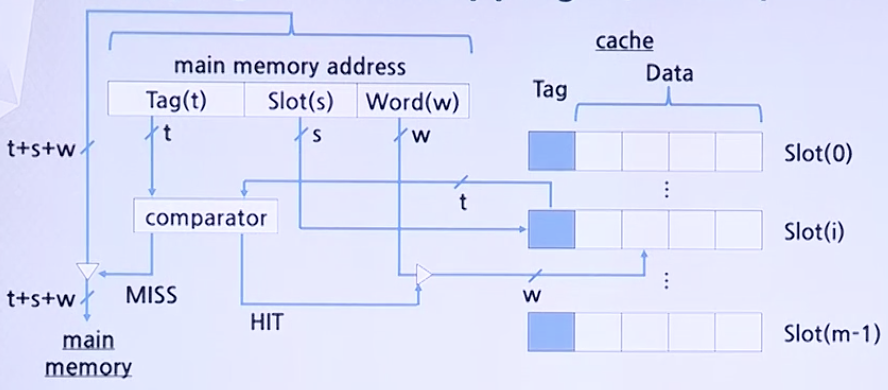 cache
main memory address
Data
Tag
Tag(t)
Slot(s)
Word(w)
t
s
w
t+s+w
Slot(0)
⋮
t
comparator
Slot(i)
t+s+w
MISS
w
⋮
HIT
main
memory
Slot(m-1)